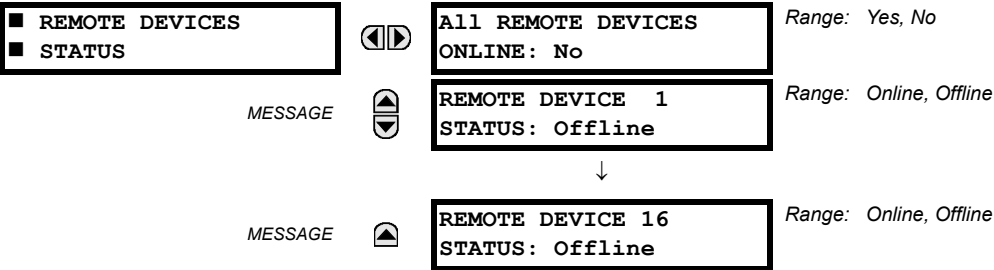 ■ REMOTE DEVICES
■ STATUS
All REMOTE DEVICES
ONLINE: No
Range: Yes, No
MESSAGE
REMOTE DEVICE 1
STATUS: Offline
Range: Online, Offline
↓
MESSAGE
REMOTE DEVICE 16
STATUS: Offline
Range: Online, Offline